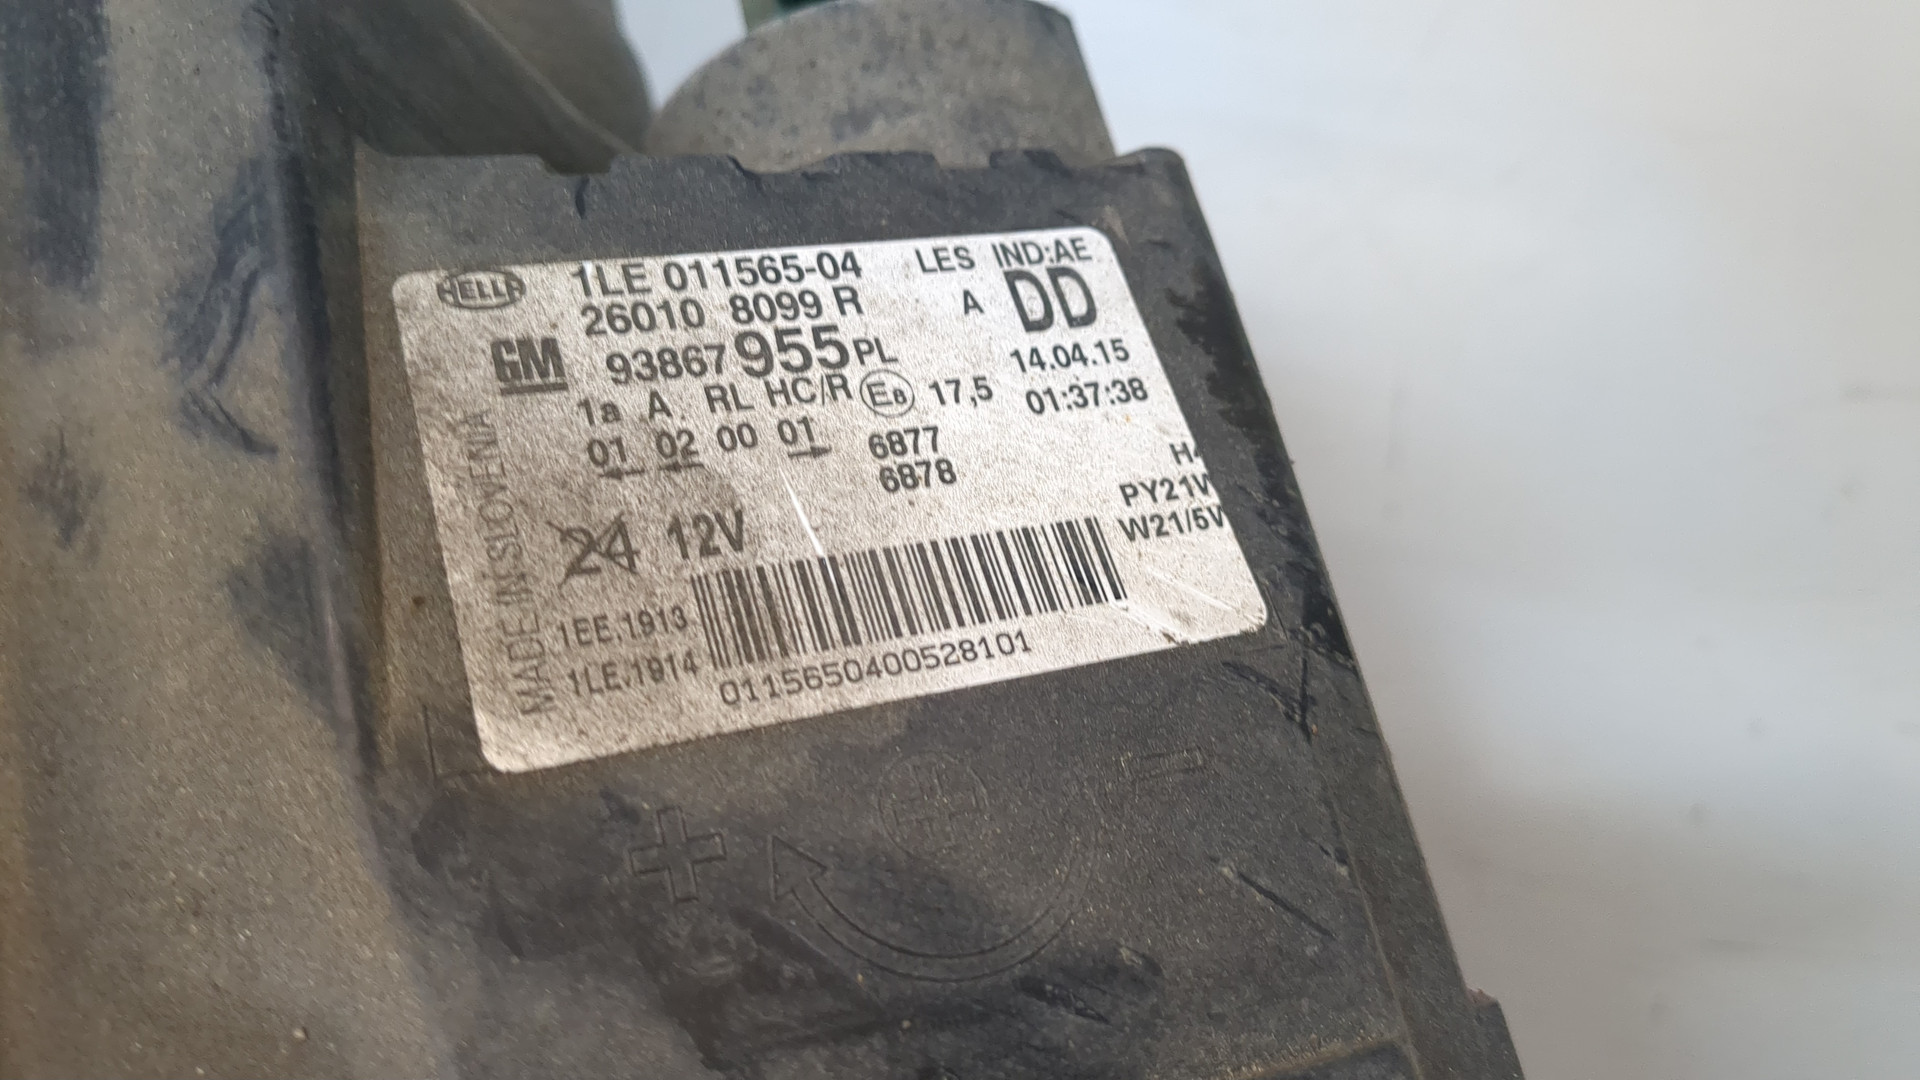 HELLA 1LE 011565-04 LES IND:AE
26010 8099 R A DD
GM 93867955PL 14.04.15
1a A RL HC/R E8 17,5 01:37:38
01 02 00 01 6877
6878
H4
24 12V PY21W
W21/5W
1EE.1913
1LE.1914
0115650400528101
MADE IN SLOVENIA
+ -